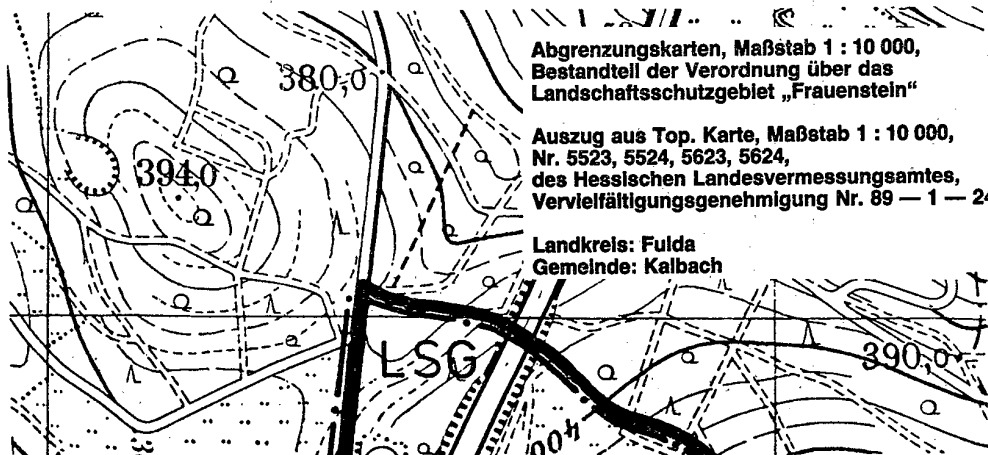 Abgrenzungskarten, Maßstab 1 : 10 000,
Bestandteil der Verordnung über das
Landschaftsschutzgebiet „Frauenstein“
Auszug aus Top. Karte, Maßstab 1 : 10 000,
Nr. 5523, 5524, 5623, 5624,
des Hessischen Landesvermessungsamtes,
Vervielfältigungsgenehmigung Nr. 89 — 1 — 24
Landkreis: Fulda
Gemeinde: Kalbach
380,0
394,0
LSG
390,0
400